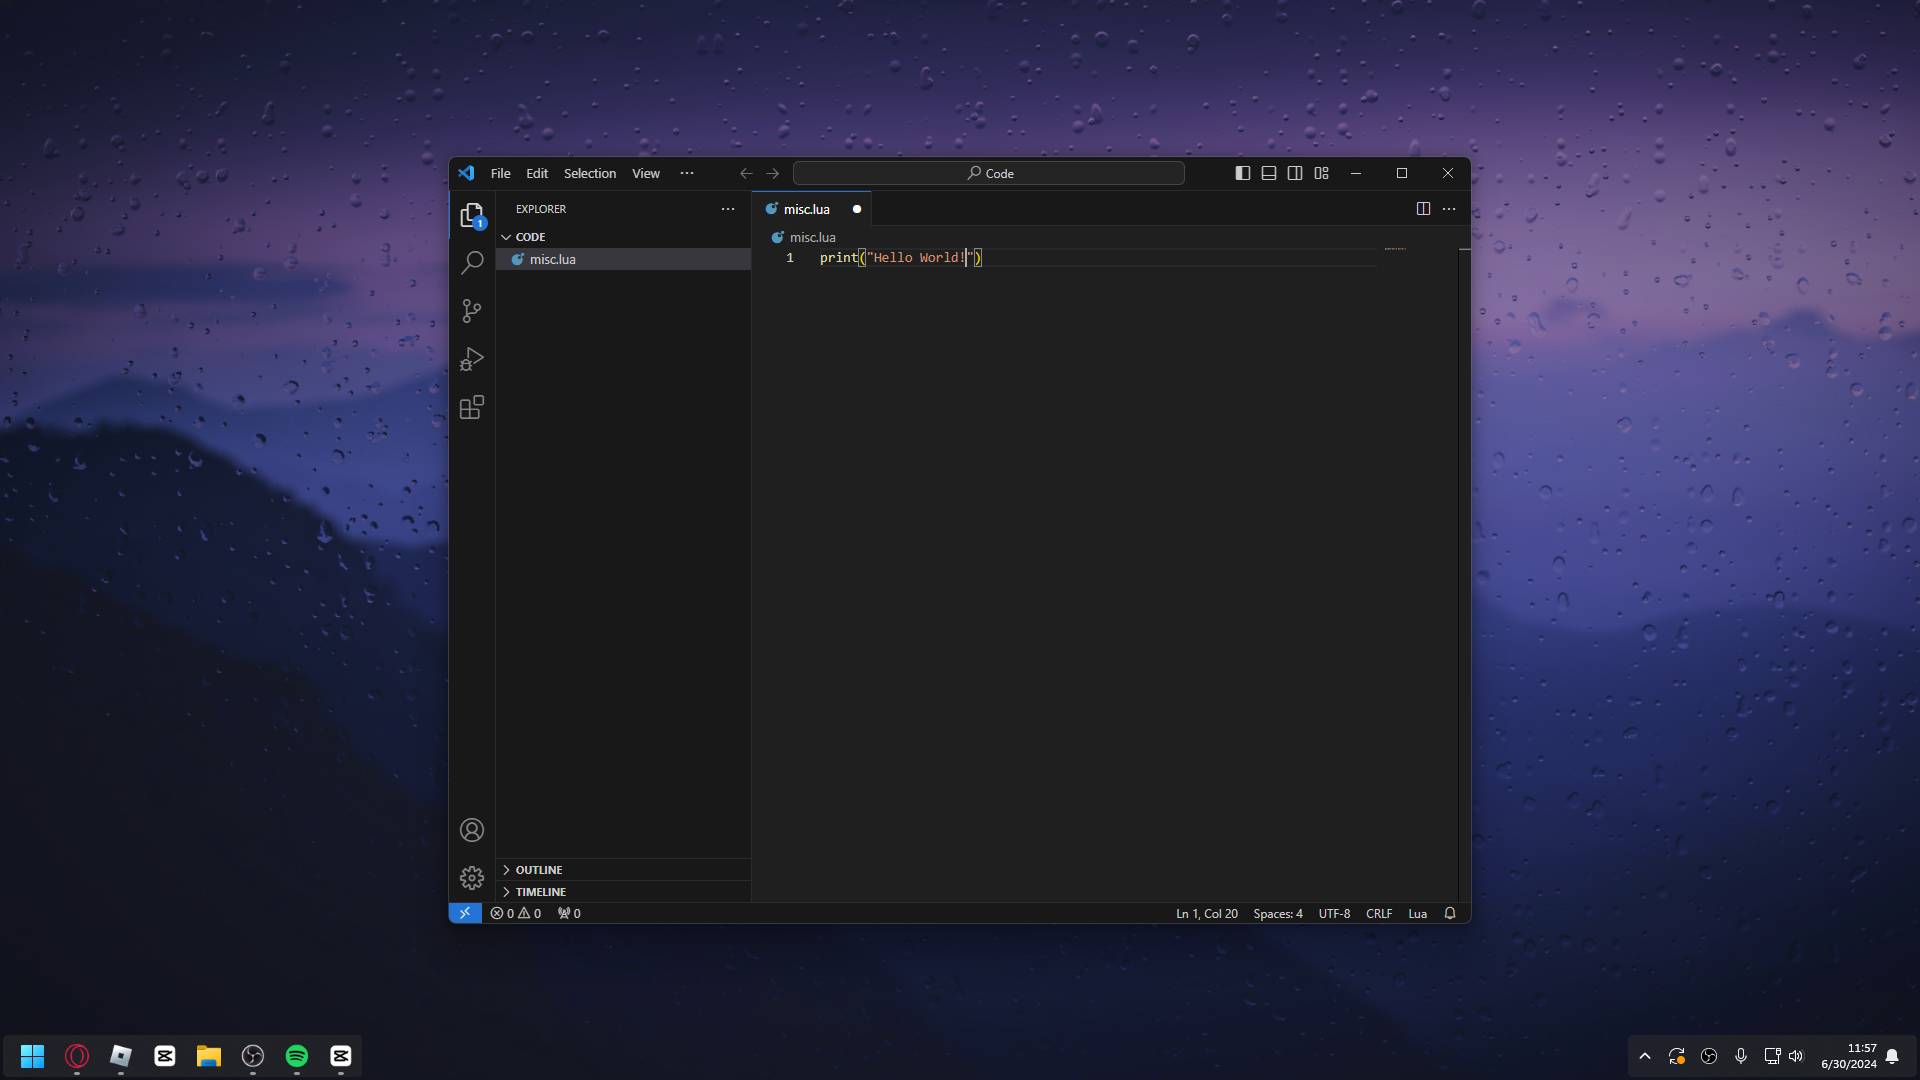 File Edit Selection View ··· Code
EXPLORER ··· misc.lua
CODE
misc.lua
misc.lua
1 print("Hello World!")
1
OUTLINE
TIMELINE
0 0 0 Ln 1, Col 20 Spaces: 4 UTF-8 CRLF Lua
11:57
6/30/2024